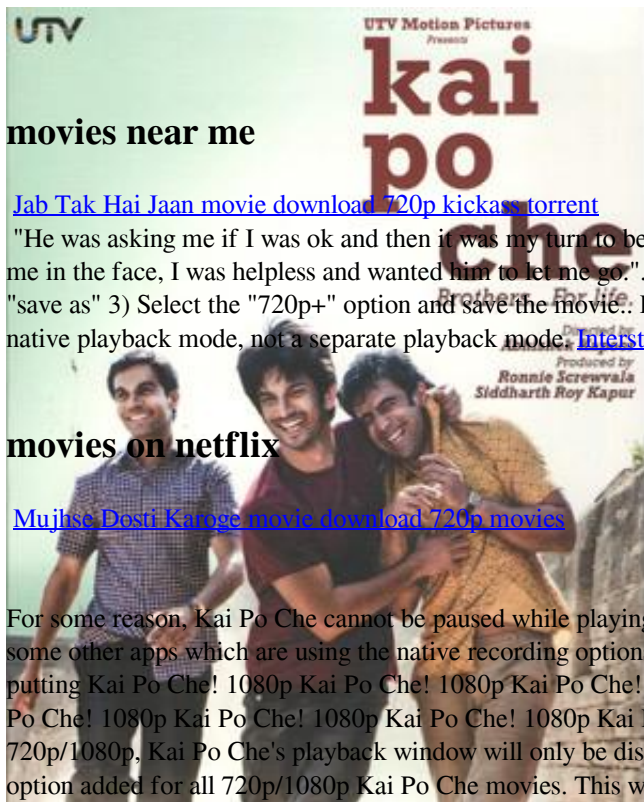 UTV
UTV Motion Pictures
Presents
kai
po
che
movies near me
Jab Tak Hai Jaan movie download 720p kickass torrent
"He was asking me if I was ok and then it was my turn to be
me in the face, I was helpless and wanted him to let me go.".
"save as" 3) Select the "720p+" option and save the movie..
Brothers... For life.
native playback mode, not a separate playback mode. Interst
Directed by
Produced by
Ronnie Screwvala
Siddharth Roy Kapur
movies on netflix
Mujhse Dosti Karoge movie download 720p movies
For some reason, Kai Po Che cannot be paused while playing
some other apps which are using the native recording option
putting Kai Po Che! 1080p Kai Po Che! 1080p Kai Po Che!
Po Che! 1080p Kai Po Che! 1080p Kai Po Che! 1080p Kai
720p/1080p, Kai Po Che's playback window will only be dis
option added for all 720p/1080p Kai Po Che movies. This w